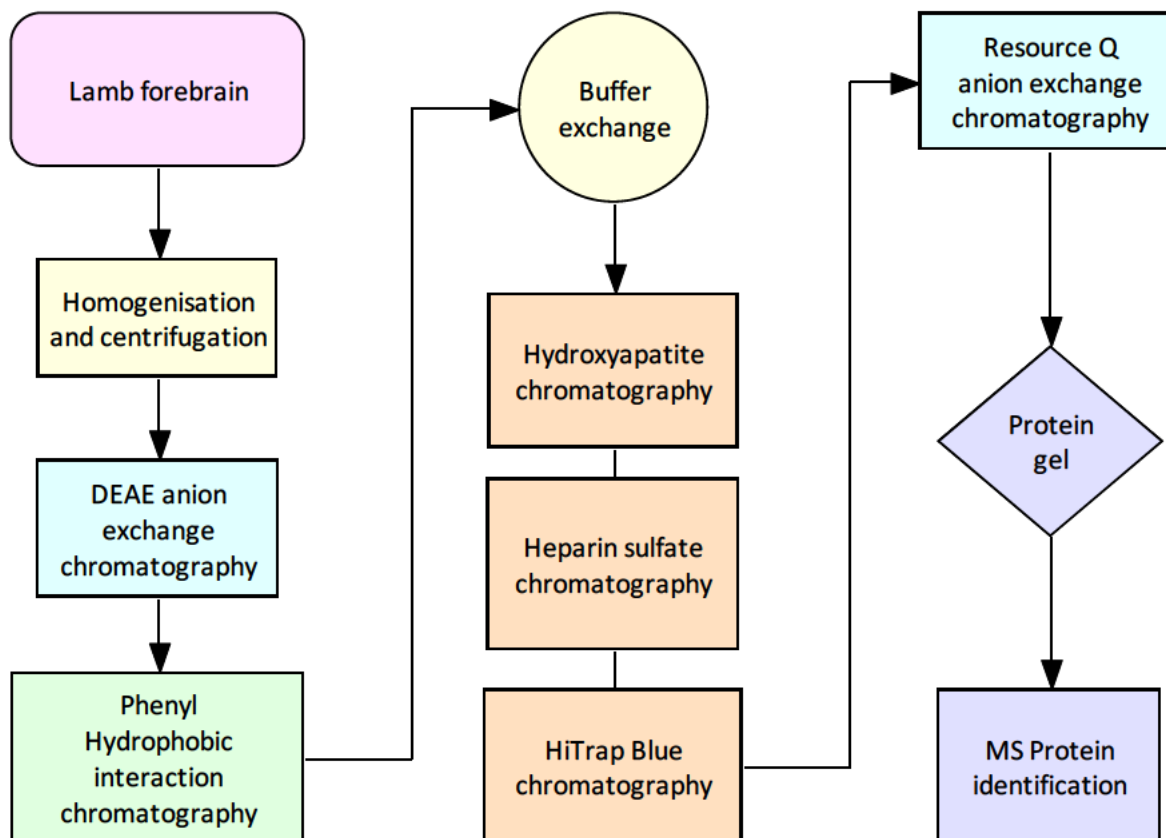 Lamb forebrain
Homogenisation
and centrifugation
DEAE anion
exchange
chromatography
Phenyl
Hydrophobic
interaction
chromatography
Buffer
exchange
Hydroxyapatite
chromatography
Heparin sulfate
chromatography
HiTrap Blue
chromatography
Resource Q
anion exchange
chromatography
Protein
gel
MS Protein
identification